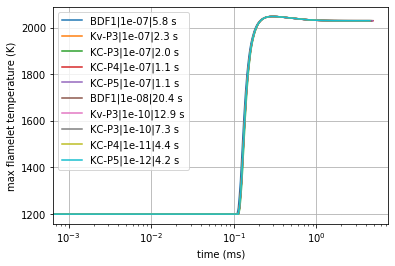 2000
1800
1600
1400
1200
max flamelet temperature (K)
BDF1|1e-07|5.8 s
Kv-P3|1e-07|2.3 s
KC-P3|1e-07|2.0 s
KC-P4|1e-07|1.1 s
KC-P5|1e-07|1.1 s
BDF1|1e-08|20.4 s
Kv-P3|1e-10|12.9 s
KC-P3|1e-10|7.3 s
KC-P4|1e-11|4.4 s
KC-P5|1e-12|4.2 s
10⁻³ 10⁻² 10⁻¹ 10⁰
time (ms)